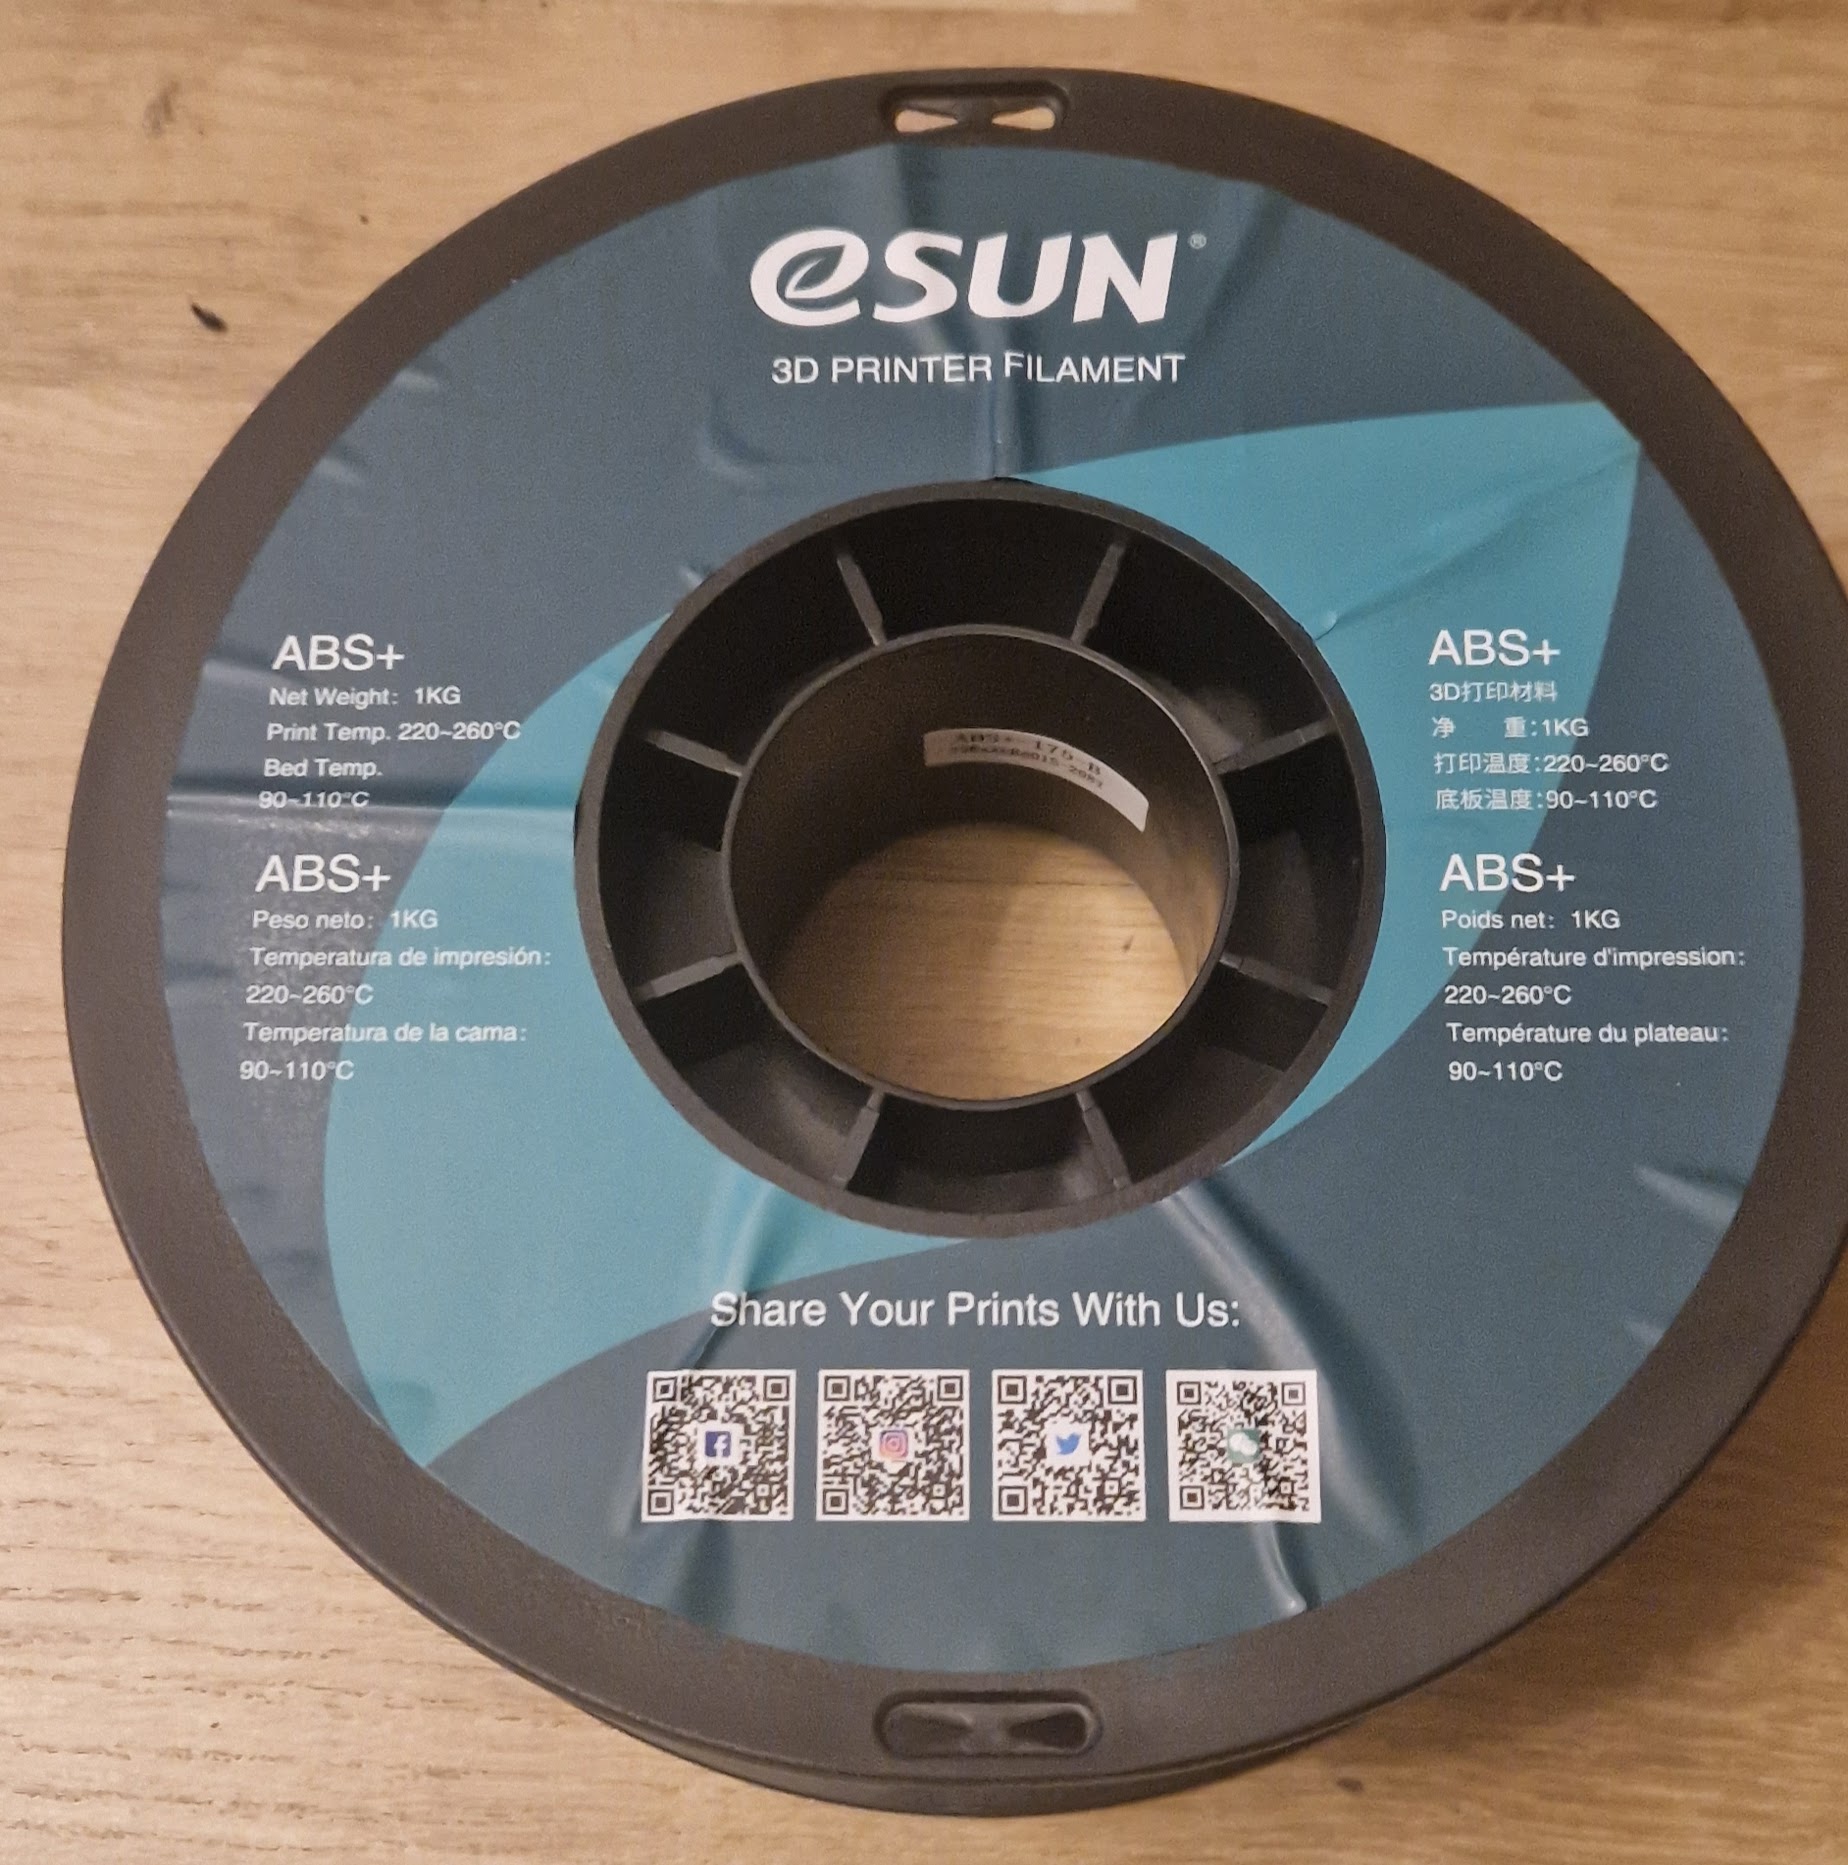 eSUN®
3D PRINTER FILAMENT
ABS+
Net Weight: 1KG
Print Temp. 220~260°C
Bed Temp.
90~110°C
ABS+
Peso neto: 1KG
Temperatura de impresión:
220~260°C
Temperatura de la cama:
90~110°C
ABS+ 175 B
ABS+
3D打印材料
净 重:1KG
打印温度:220~260°C
底板温度:90~110°C
ABS+
Poids net: 1KG
Température d'impression:
220~260°C
Température du plateau:
90~110°C
Share Your Prints With Us: